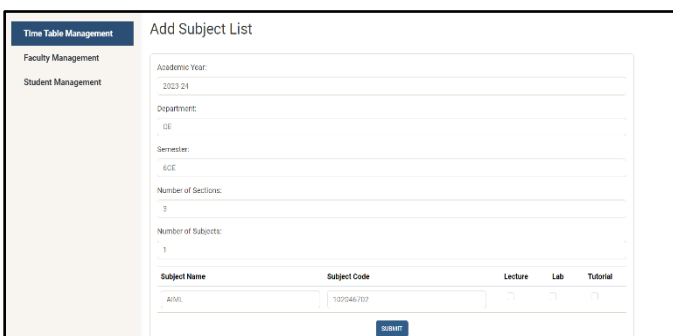 Time Table Management
Add Subject List
Faculty Management
Student Management
Academic Year:
2023-24
Department:
CE
Semester:
6CE
Number of Sections:
3
Number of Subjects:
1
Subject Name Subject Code Lecture Lab Tutorial
AIML 102046702
SUBMIT